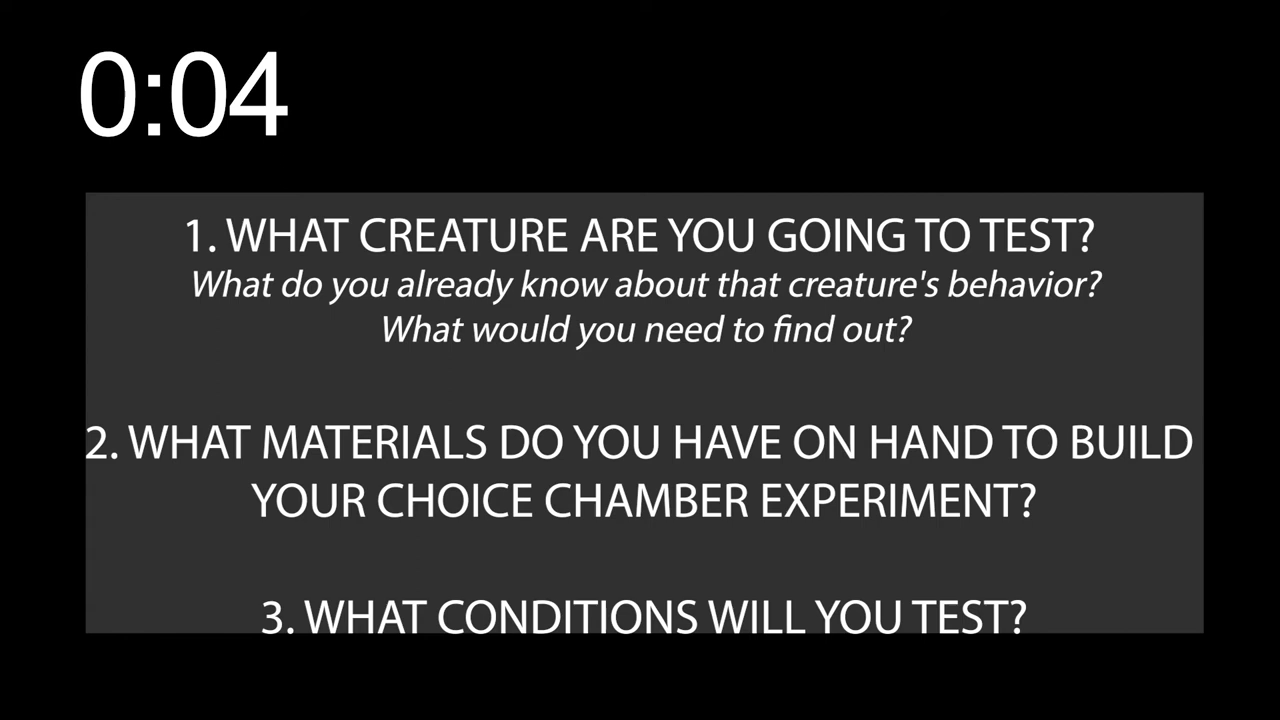 0:04
1. WHAT CREATURE ARE YOU GOING TO TEST?
What do you already know about that creature's behavior?
What would you need to find out?
2. WHAT MATERIALS DO YOU HAVE ON HAND TO BUILD
YOUR CHOICE CHAMBER EXPERIMENT?
3. WHAT CONDITIONS WILL YOU TEST?